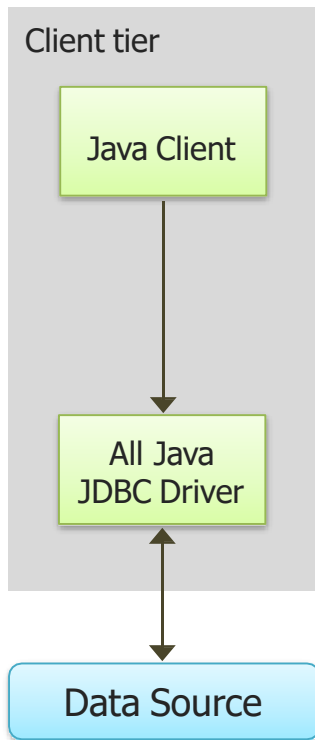 Client tier
Java Client
All Java
JDBC Driver
Data Source